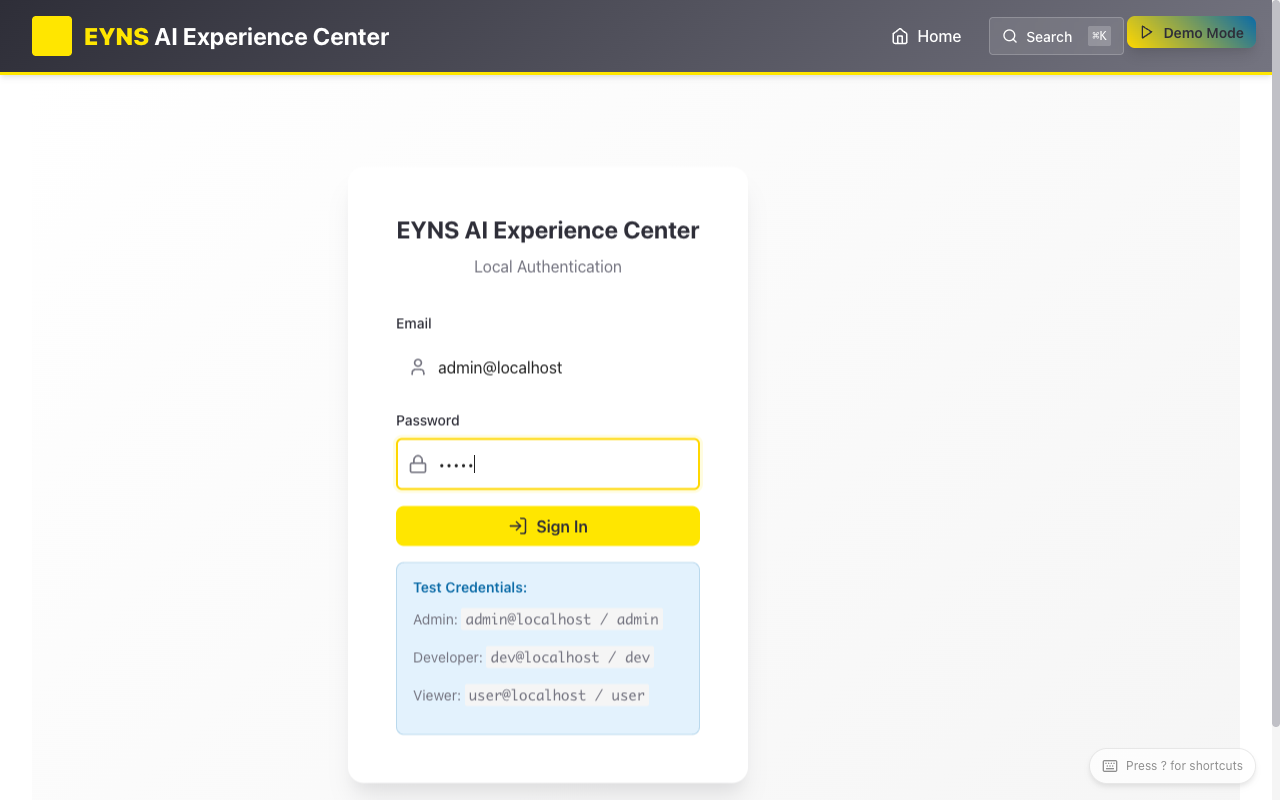 EYNS AI Experience Center
Home
Search ⌘K
Demo Mode
EYNS AI Experience Center
Local Authentication
Email
admin@localhost
Password
•••••
Sign In
Test Credentials:
Admin: admin@localhost / admin
Developer: dev@localhost / dev
Viewer: user@localhost / user
Press ? for shortcuts